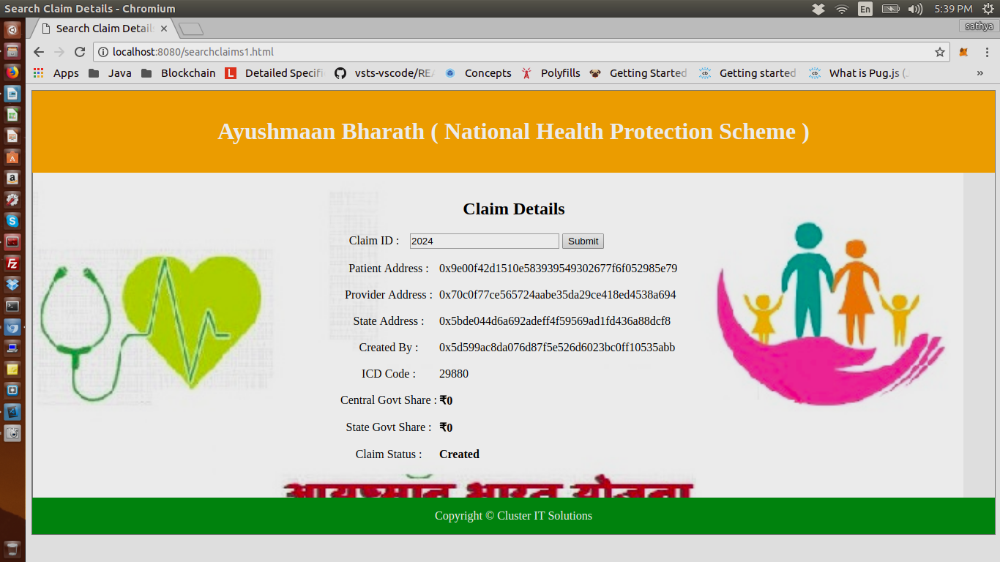 Search Claim Details - Chromium
En
5:39 PM
Search Claim Detail
sathya
localhost:8080/searchclaims1.html
Apps
Java
Blockchain
L
Detailed Specifi
vsts-vscode/REA
Concepts
Polyfills
Getting Started
Getting started
What is Pug.js (
»
Ayushmaan Bharath ( National Health Protection Scheme )
Claim Details
Claim ID : 2024 Submit
Patient Address : 0x9e00f42d1510e583939549302677f6f052985e79
Provider Address : 0x70c0f77ce565724aabe35da29ce418ed4538a694
State Address : 0x5bde044d6a692adeff4f59569ad1fd436a88dcf8
Created By : 0x5d599ac8da076d87f5e526d6023bc0ff10535abb
ICD Code : 29880
Central Govt Share : ₹0
State Govt Share : ₹0
Claim Status : Created
आयुष्मान भारत योजना
Copyright © Cluster IT Solutions